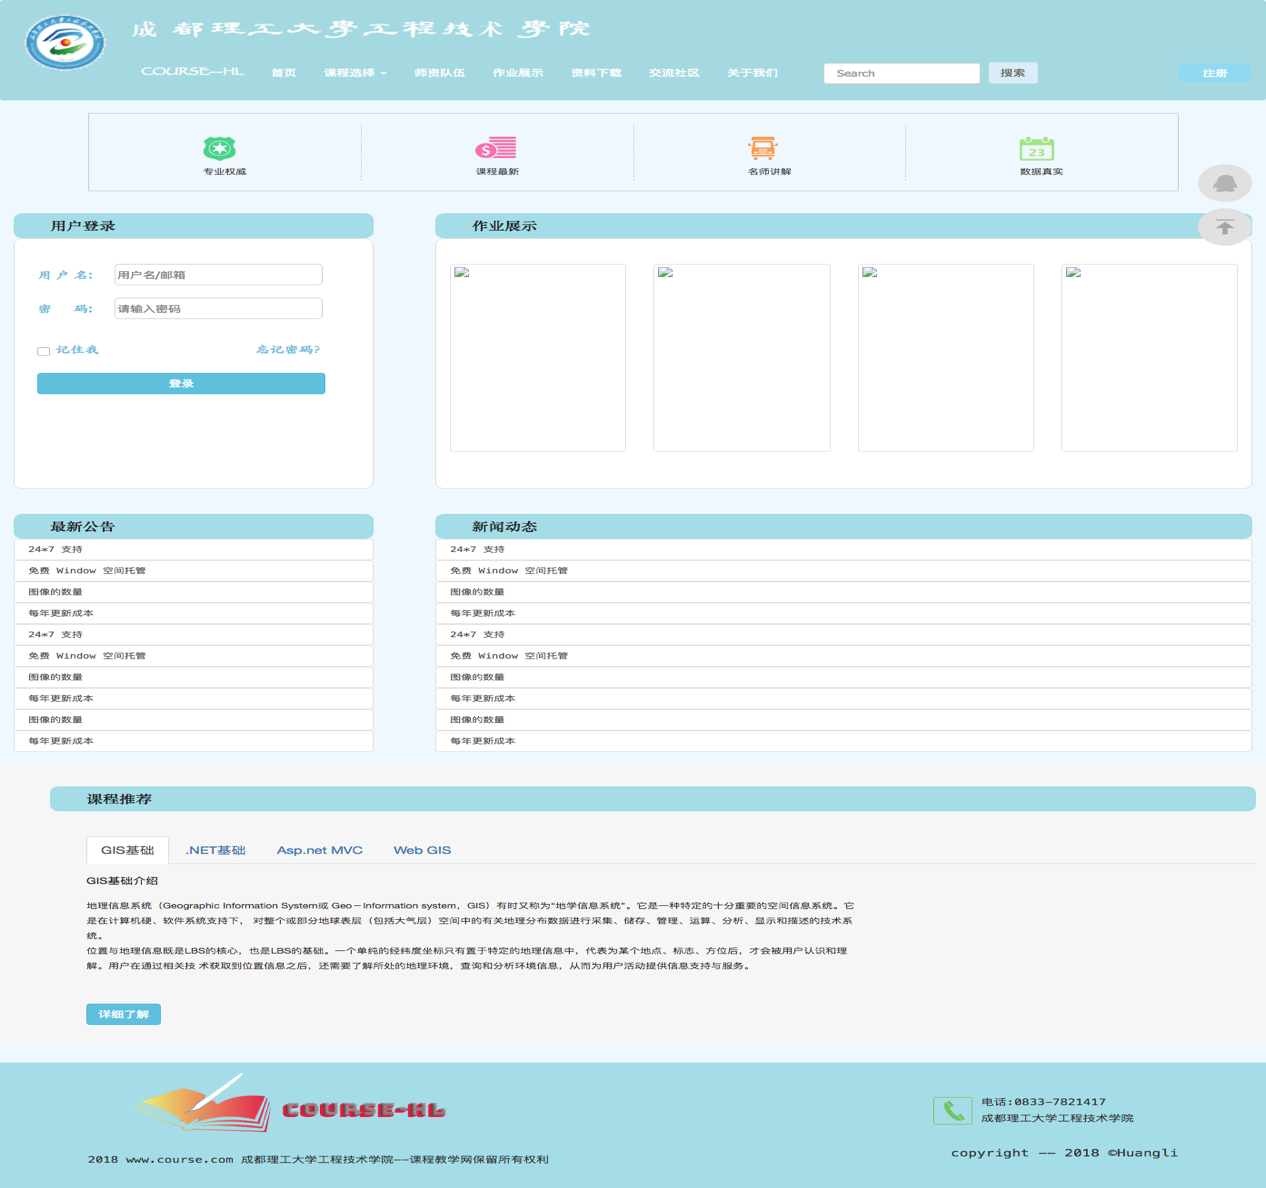 成 都理工大學工程技术 學院
COURSE--HL 首页 课程选择 师资队伍 作业展示 资料下载 交流社区 关于我们 Search 搜索 注册
专业权威 课程最新 名师讲解 23 数据真实
用户登录
用 户 名: 用户名/邮箱
密 码: 请输入密码
记住我 忘记密码?
登录
作业展示
最新公告
24*7 支持
免费 Window 空间托管
图像的数量
每年更新成本
24*7 支持
免费 Window 空间托管
图像的数量
每年更新成本
图像的数量
每年更新成本
新闻动态
24*7 支持
免费 Window 空间托管
图像的数量
每年更新成本
24*7 支持
免费 Window 空间托管
图像的数量
每年更新成本
图像的数量
每年更新成本
课程推荐
GIS基础 .NET基础 Asp.net MVC Web GIS
GIS基础介绍
地理信息系统（Geographic Information System或 Geo－Information system，GIS）有时又称为“地学信息系统”。它是一种特定的十分重要的空间信息系统。它
是在计算机硬、软件系统支持下， 对整个或部分地球表层（包括大气层）空间中的有关地理分布数据进行采集、储存、管理、运算、分析、显示和描述的技术系
统。
位置与地理信息既是LBS的核心，也是LBS的基础。一个单纯的经纬度坐标只有置于特定的地理信息中，代表为某个地点、标志、方位后，才会被用户认识和理
解。用户在通过相关技 术获取到位置信息之后，还需要了解所处的地理环境，查询和分析环境信息，从而为用户活动提供信息支持与服务。
详细了解
COURSE-HL
2018 www.course.com 成都理工大学工程技术学院--课程教学网保留所有权利
电话:0833-7821417
成都理工大学工程技术学院
copyright -- 2018 ©Huangli